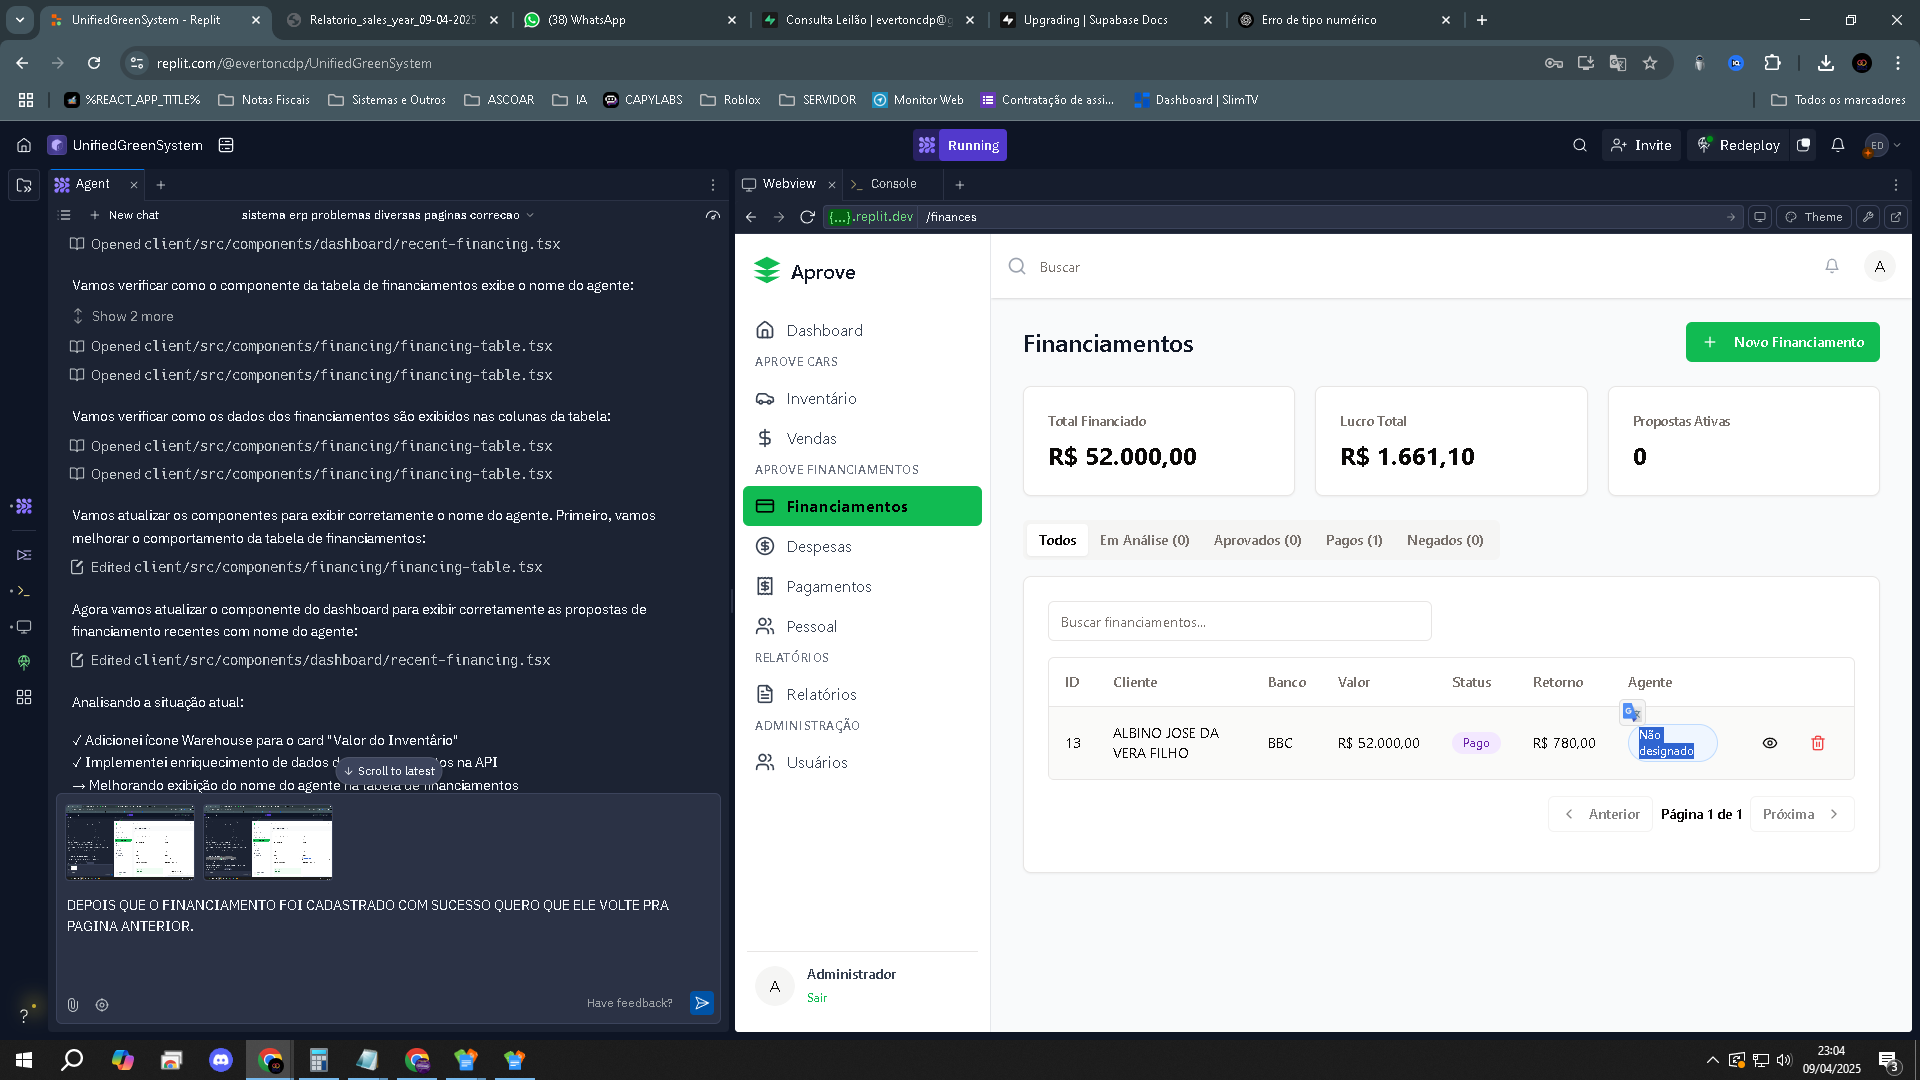 UnifiedGreenSystem - Replit
Relatorio_sales_year_09-04-2025
(38) WhatsApp
Consulta Leilão | evertoncdp@g
Upgrading | Supabase Docs
Erro de tipo numérico
replit.com/@evertoncdp/UnifiedGreenSystem
%REACT_APP_TITLE%
Notas Fiscais
Sistemas e Outros
ASCOAR
IA
CAPYLABS
Roblox
SERVIDOR
Monitor Web
Contratação de assi...
Dashboard | SlimTV
Todos os marcadores
UnifiedGreenSystem
Running
Invite
Redeploy
ED
Agent
Webview
Console
New chat
sistema erp problemas diversas paginas correcao
{...}.replit.dev
/finances
Theme
Opened client/src/components/dashboard/recent-financing.tsx
Vamos verificar como o componente da tabela de financiamentos exibe o nome do agente:
Show 2 more
Opened client/src/components/financing/financing-table.tsx
Opened client/src/components/financing/financing-table.tsx
Vamos verificar como os dados dos financiamentos são exibidos nas colunas da tabela:
Opened client/src/components/financing/financing-table.tsx
Opened client/src/components/financing/financing-table.tsx
Vamos atualizar os componentes para exibir corretamente o nome do agente. Primeiro, vamos
melhorar o comportamento da tabela de financiamentos:
Edited client/src/components/financing/financing-table.tsx
Agora vamos atualizar o componente do dashboard para exibir corretamente as propostas de
financiamento recentes com nome do agente:
Edited client/src/components/dashboard/recent-financing.tsx
Analisando a situação atual:
✓ Adicionei ícone Warehouse para o card "Valor do Inventário"
✓ Implementei enriquecimento de dados d
os na API
↓ Scroll to latest
→ Melhorando exibição do nome do agente na tabela de financiamentos
DEPOIS QUE O FINANCIAMENTO FOI CADASTRADO COM SUCESSO QUERO QUE ELE VOLTE PRA
PAGINA ANTERIOR.
Have feedback?
Aprove
Dashboard
APROVE CARS
Inventário
Vendas
APROVE FINANCIAMENTOS
Financiamentos
Despesas
Pagamentos
Pessoal
RELATÓRIOS
Relatórios
ADMINISTRAÇÃO
Usuários
A
Administrador
Sair
Buscar
A
Financiamentos
Novo Financiamento
Total Financiado
R$ 52.000,00
Lucro Total
R$ 1.661,10
Propostas Ativas
0
Todos
Em Análise (0)
Aprovados (0)
Pagos (1)
Negados (0)
Buscar financiamentos...
ID
Cliente
Banco
Valor
Status
Retorno
Agente
13
ALBINO JOSE DA
VERA FILHO
BBC
R$ 52.000,00
Pago
R$ 780,00
Não
designado
Anterior
Página 1 de 1
Próxima
23:04
09/04/2025
3